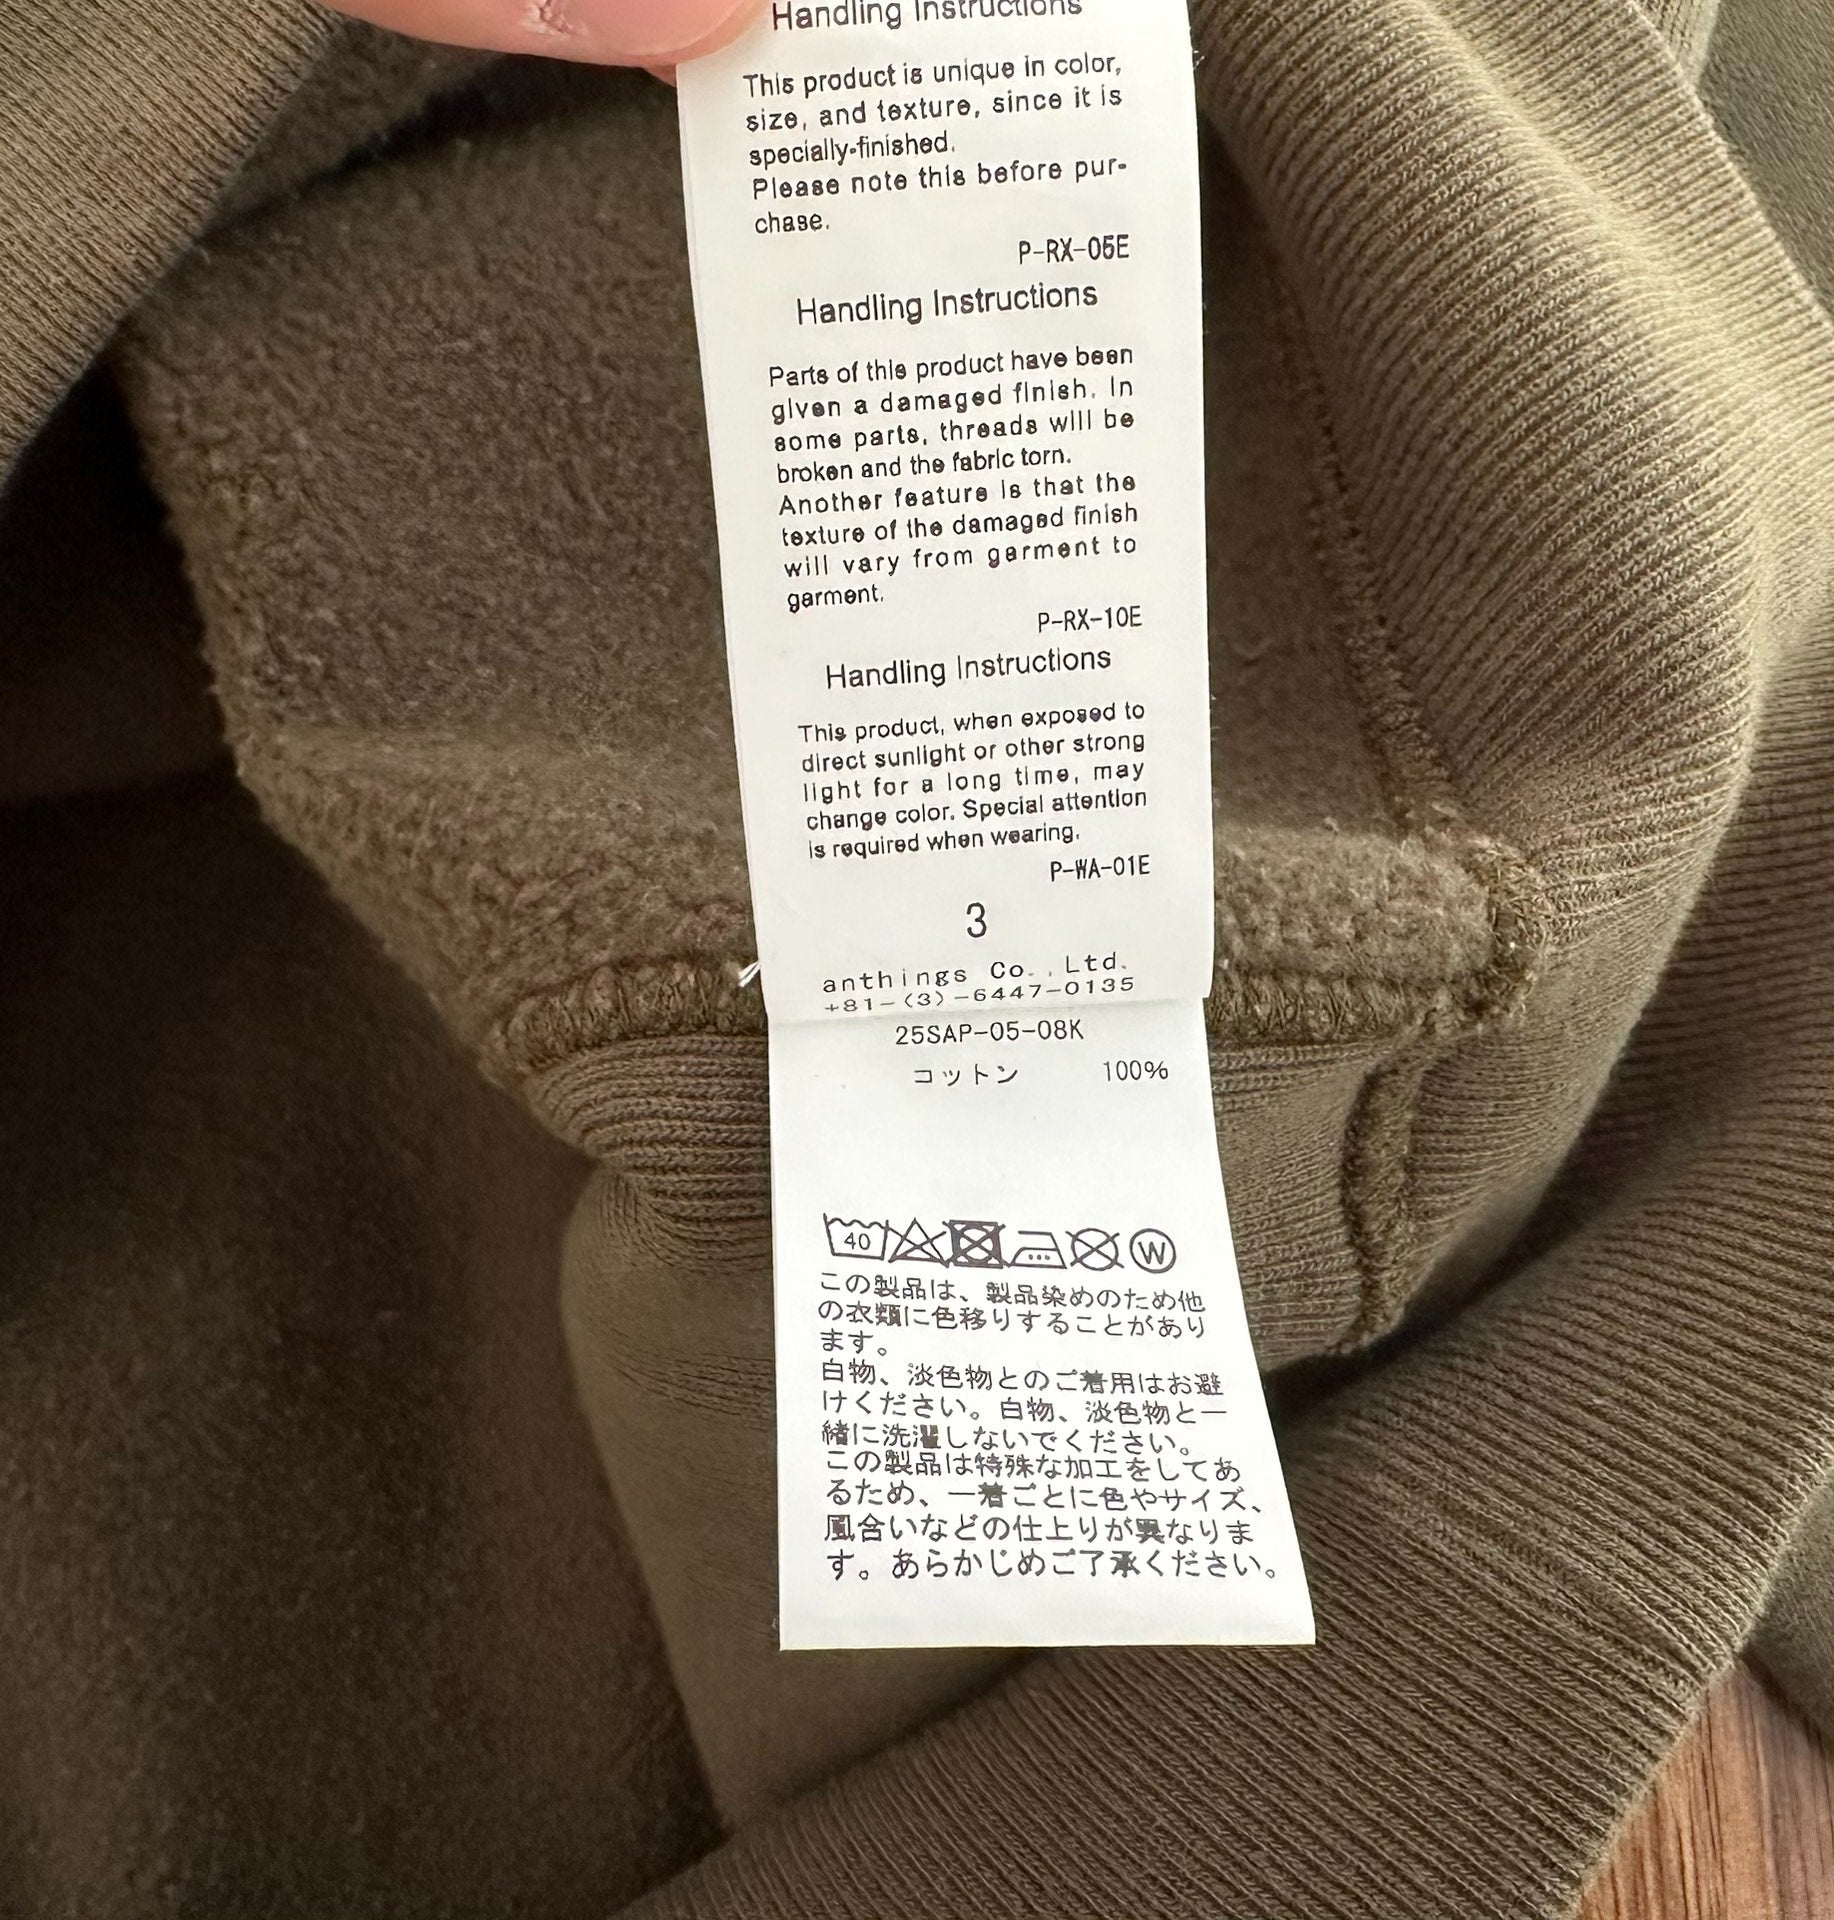 Handling Instructions
This product is unique in color,
size, and texture, since it is
specially-finished.
Please note this before pur-
chase.
P-RX-05E
Handling Instructions
Parts of this product have been
given a damaged finish. In
some parts, threads will be
broken and the fabric torn.
Another feature is that the
texture of the damaged finish
will vary from garment to
garment.
P-RX-10E
Handling Instructions
This product, when exposed to
direct sunlight or other strong
light for a long time, may
change color. Special attention
is required when wearing.
P-WA-01E
3
anthings Co.,Ltd.
+81-(3)-6447-0135
25SAP-05-08K
コットン 100%
40 W
この製品は、製品染めのため他
の衣類に色移りすることがあり
ます。
白物、淡色物とのご着用はお避
けください。白物、淡色物と一
緒に洗濯しないでください。
この製品は特殊な加工をしてあ
るため、一着ごとに色やサイズ、
風合いなどの仕上りが異なりま
す。あらかじめご了承ください。